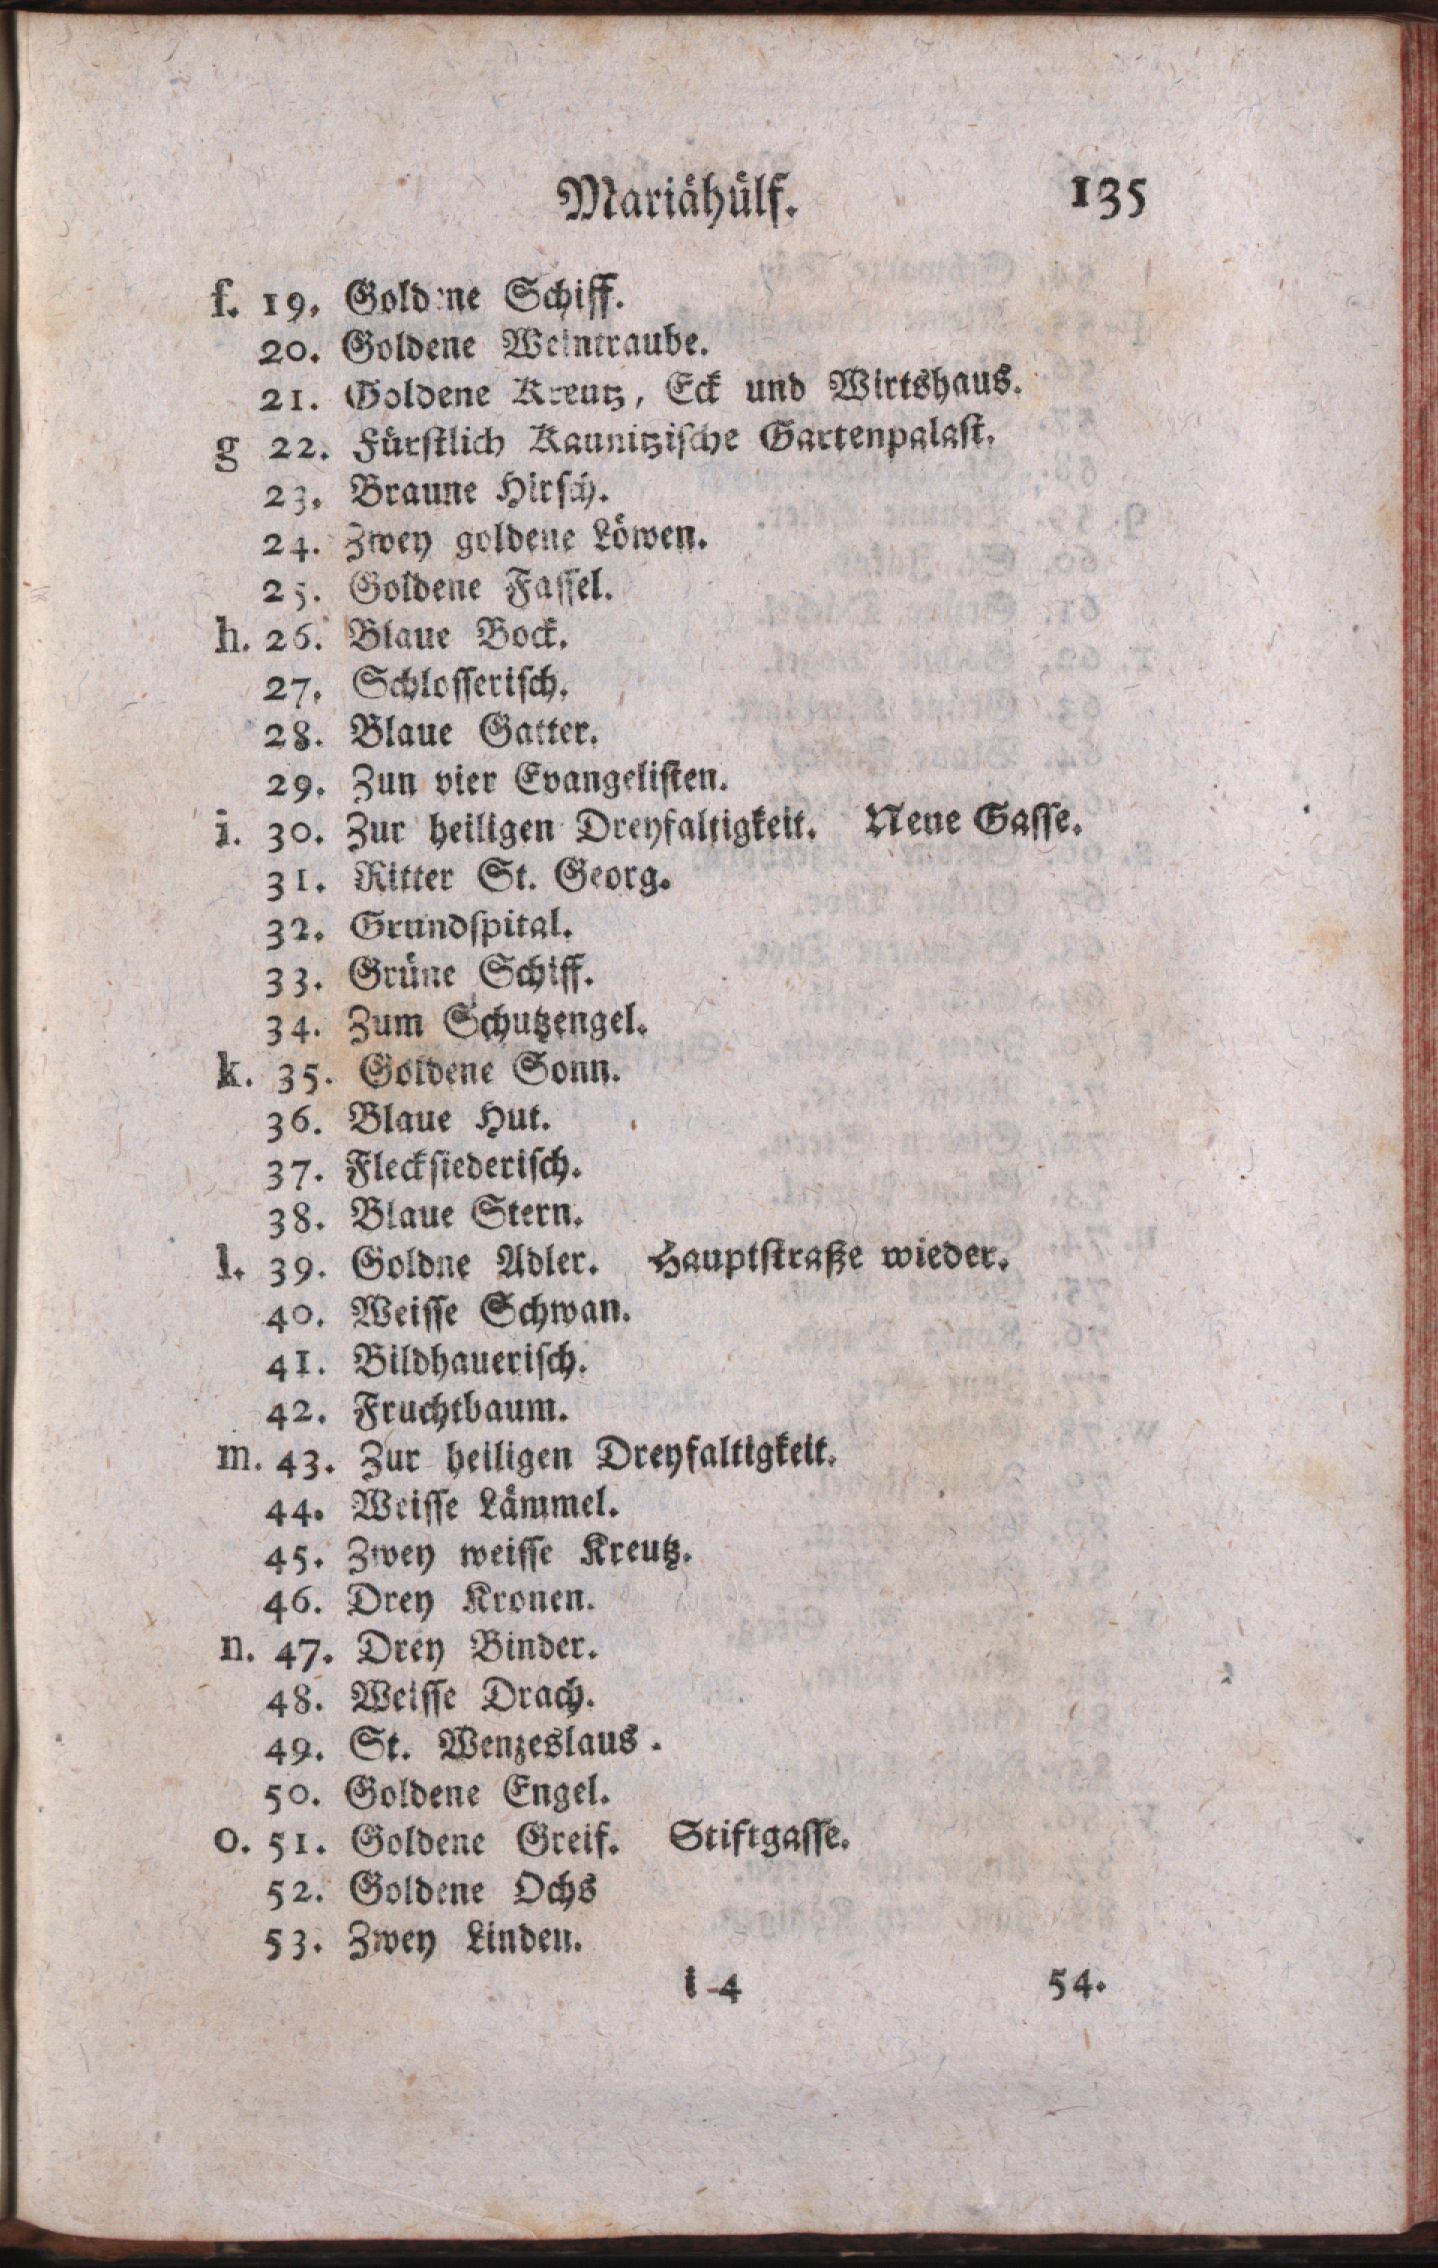 Mariähülf. 135
f. 19. Goldene Schiff.
20. Goldene Weintraube.
21. Goldene Kreutz, Eck und Wirtshaus.
g 22. Fürstlich Kaunitzische Gartenpalast.
23. Braune Hirsch.
24. Zwey goldene Löwen.
25. Goldene Fassel.
h. 26. Blaue Bock.
27. Schlosserisch.
28. Blaue Gatter.
29. Zun vier Evangelisten.
i. 30. Zur heiligen Dreyfaltigkeit. Neue Gasse.
31. Ritter St. Georg.
32. Grundspital.
33. Grüne Schiff.
34. Zum Schutzengel.
k. 35. Goldene Sonn.
36. Blaue Hut.
37. Flecksiederisch.
38. Blaue Stern.
l. 39. Goldne Adler. Hauptstraße wieder.
40. Weisse Schwan.
41. Bildhauerisch.
42. Fruchtbaum.
m. 43. Zur heiligen Dreyfaltigkeit.
44. Weisse Lämmel.
45. Zwey weisse Kreutz.
46. Drey Kronen.
n. 47. Drey Binder.
48. Weisse Drach.
49. St. Wenzeslaus.
50. Goldene Engel.
o. 51. Goldene Greif. Stiftgasse.
52. Goldene Ochs
53. Zwey Linden.
i 4 54.